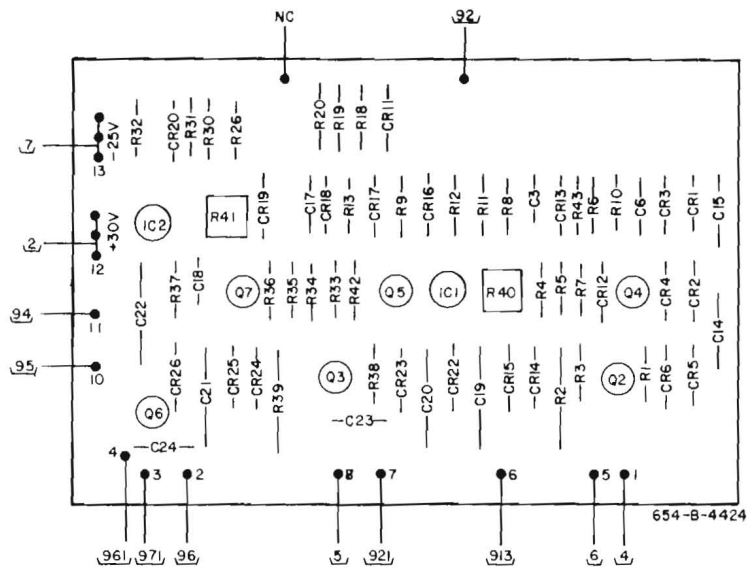 NC
92
R32
CR20
R31
R30
R26
R20
R19
R18
CR11
7
-25V
13
CR19
C17
CR18
R13
CR17
R9
CR16
R12
R11
R8
C3
CR13
R43
R6
R10
C6
CR3
CR1
C15
IC2
R41
2
+30V
12
C22
R37
C18
Q7
R36
R35
R34
R33
R42
Q5
IC1
R40
R4
R5
R7
CR12
Q4
CR4
CR2
C14
94
11
95
10
CR26
C21
CR25
CR24
R39
Q3
R38
CR23
C20
CR22
C19
CR15
CR14
R2
R3
Q2
R1
CR6
CR5
Q6
C23
C24
4
3
2
7
6
5
1
654-B-4424
961
971
96
5
921
913
6
4